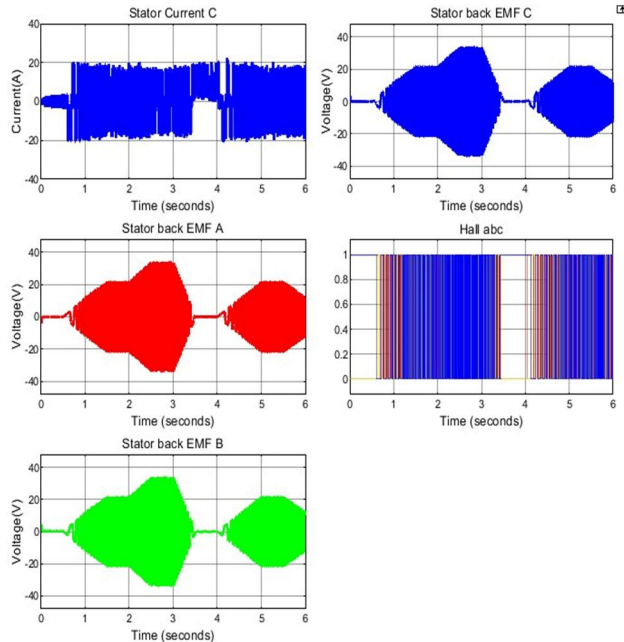 Stator Current C
40
20
0
-20
-40
Current(A)
0 1 2 3 4 5 6
Time (seconds)
Stator back EMF C
40
20
0
-20
-40
Voltage(V)
0 1 2 3 4 5 6
Time (seconds)
Stator back EMF A
40
20
0
-20
-40
Voltage(V)
0 1 2 3 4 5 6
Time (seconds)
Hall abc
1
0.8
0.6
0.4
0.2
0
0 1 2 3 4 5 6
Time (seconds)
Stator back EMF B
40
20
0
-20
-40
Voltage(V)
0 1 2 3 4 5 6
Time (seconds)